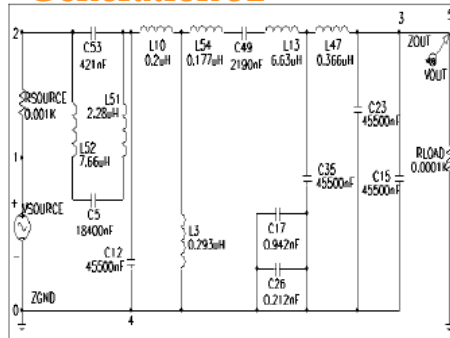 2
C53
421nF
L10
0.2uH
L54
0.177uH
C49
2190nF
L13
6.63uH
L47
0.366uH
3
5
ZOUT
VOUT
RSOURCE
0.001K
L51
2.28uH
L52
7.66uH
C23
45500nF
1
C35
45500nF
C15
45500nF
RLOAD
0.0001K
VSOURCE
C5
18400nF
C12
45500nF
L3
0.293uH
C17
0.942nF
C26
0.212nF
0
ZGND
4
0